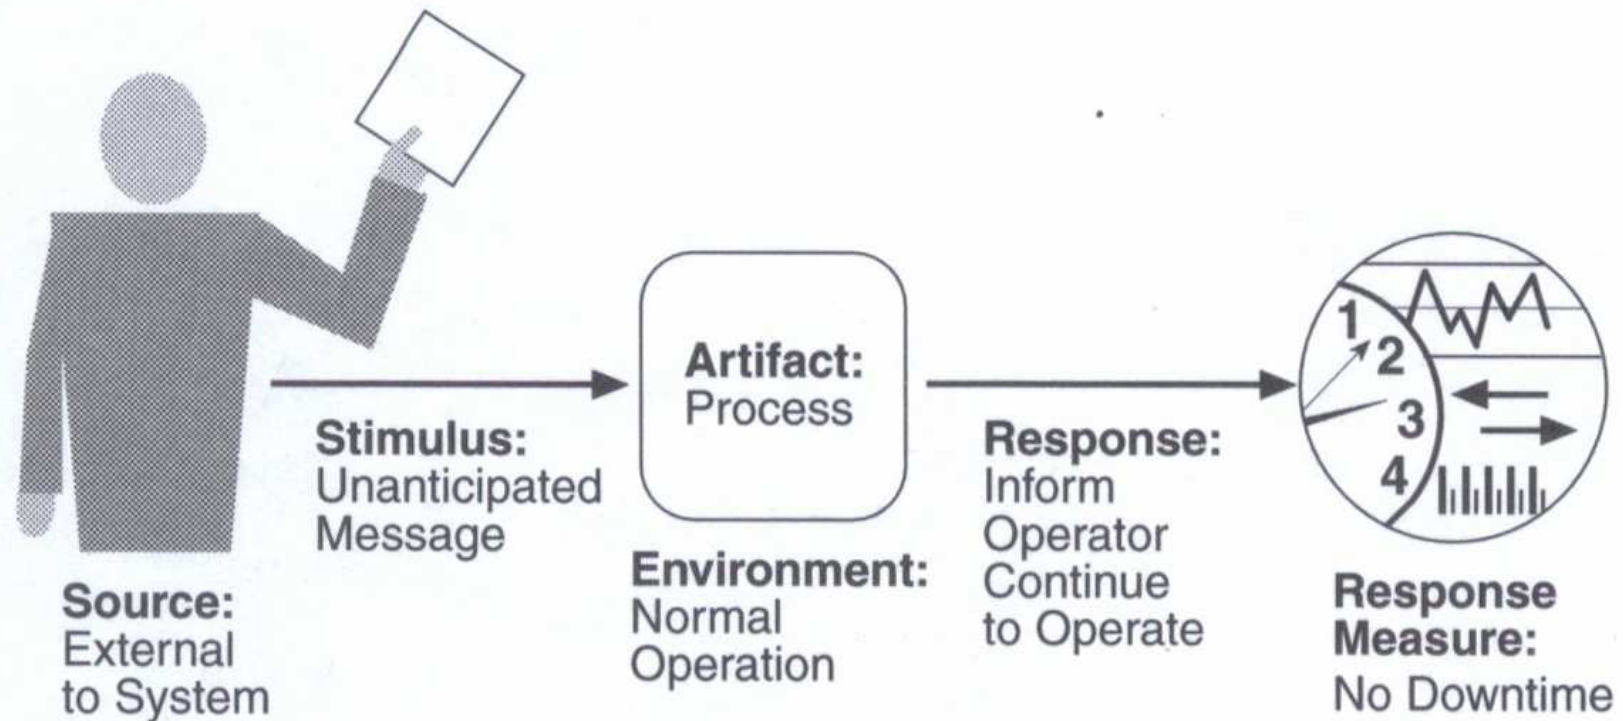 Source:
External
to System
Stimulus:
Unanticipated
Message
Artifact:
Process
Environment:
Normal
Operation
Response:
Inform
Operator
Continue
to Operate
1
2
3
4
Response
Measure:
No Downtime